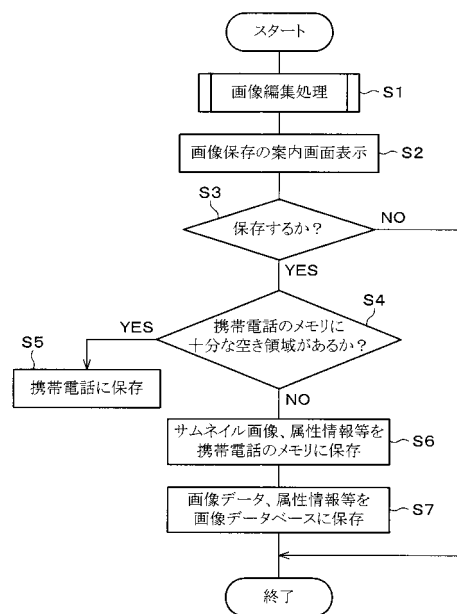 スタート
画像編集処理
S1
画像保存の案内画面表示
S2
S3
保存するか？
NO
YES
S4
携帯電話のメモリに
十分な空き領域があるか？
YES
S5
携帯電話に保存
NO
サムネイル画像、属性情報等を
携帯電話のメモリに保存
S6
画像データ、属性情報等を
画像データベースに保存
S7
終了